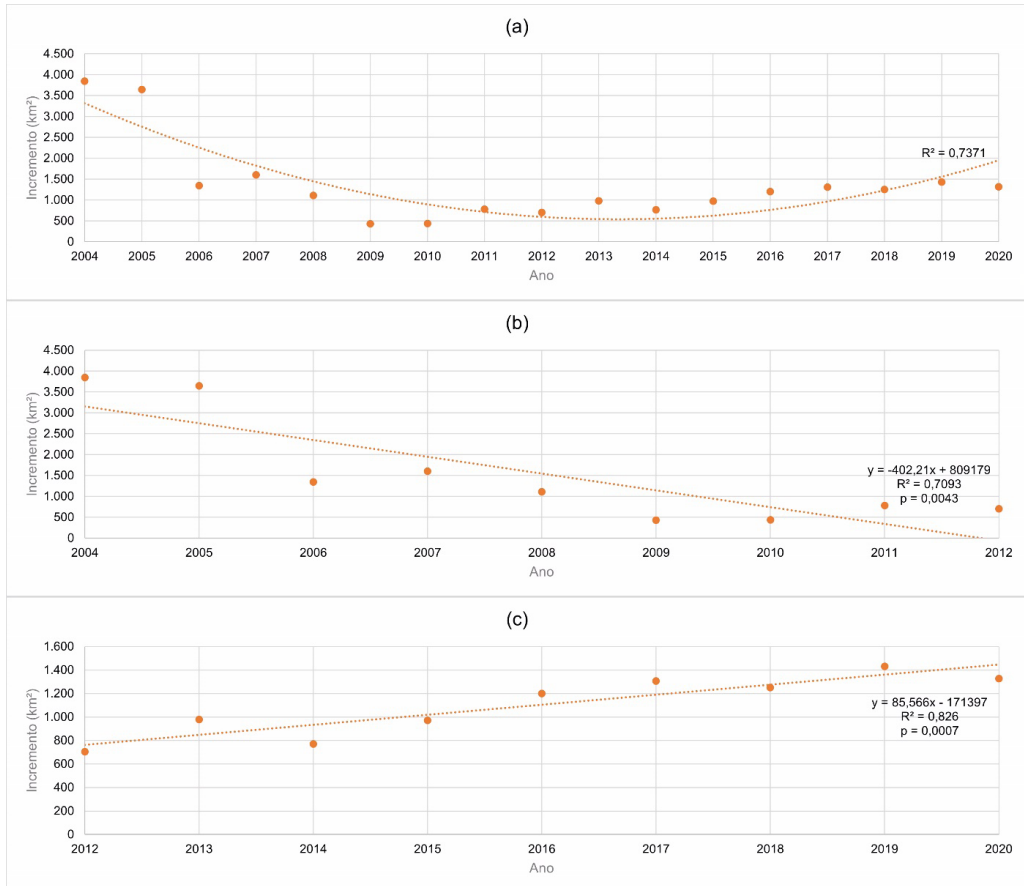 (a)
Incremento (km²)
4.500
4.000
3.500
3.000
2.500
2.000
1.500
1.000
500
0
R² = 0,7371
2004 2005 2006 2007 2008 2009 2010 2011 2012 2013 2014 2015 2016 2017 2018 2019 2020
Ano
(b)
Incremento (km²)
4.500
4.000
3.500
3.000
2.500
2.000
1.500
1.000
500
0
y = -402,21x + 809179
R² = 0,7093
p = 0,0043
2004 2005 2006 2007 2008 2009 2010 2011 2012
Ano
(c)
Incremento (km²)
1.600
1.400
1.200
1.000
800
600
400
200
0
y = 85,566x - 171397
R² = 0,826
p = 0,0007
2012 2013 2014 2015 2016 2017 2018 2019 2020
Ano